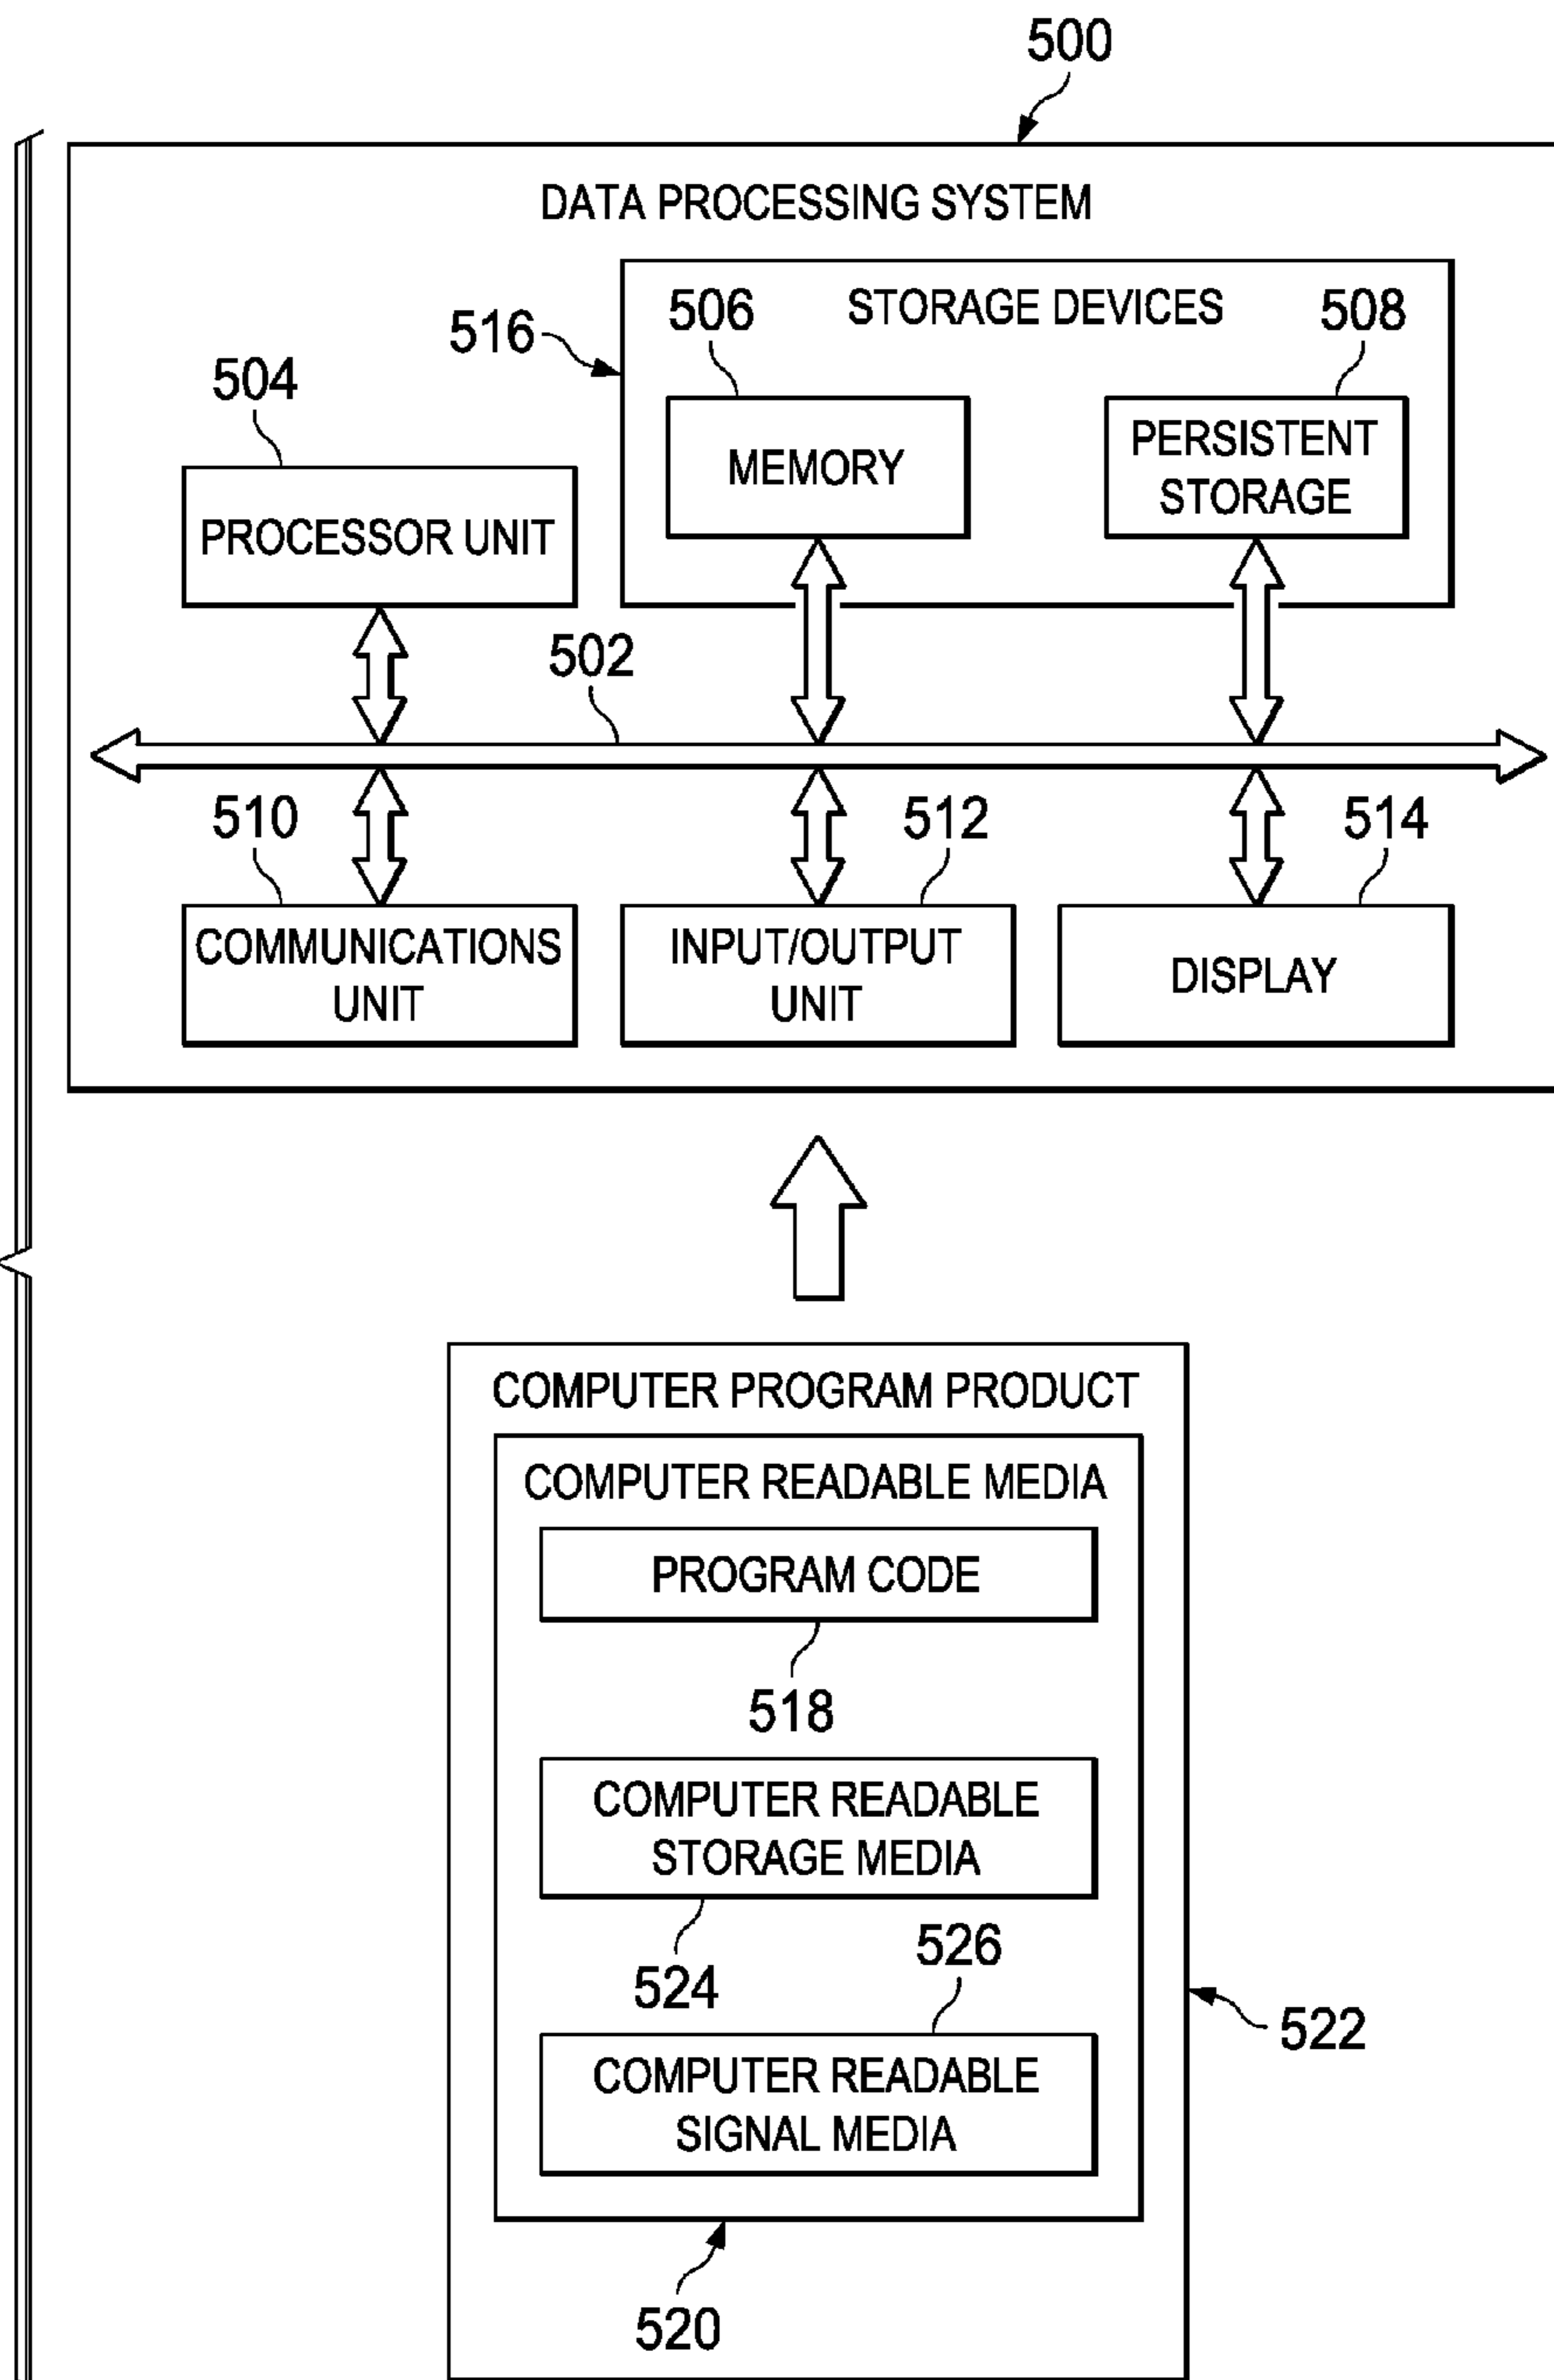 500
DATA PROCESSING SYSTEM
516
506
STORAGE DEVICES
508
504
MEMORY
PERSISTENT
STORAGE
PROCESSOR UNIT
502
510
512
514
COMMUNICATIONS
UNIT
INPUT/OUTPUT
UNIT
DISPLAY
COMPUTER PROGRAM PRODUCT
COMPUTER READABLE MEDIA
PROGRAM CODE
518
COMPUTER READABLE
STORAGE MEDIA
524
526
COMPUTER READABLE
SIGNAL MEDIA
522
520